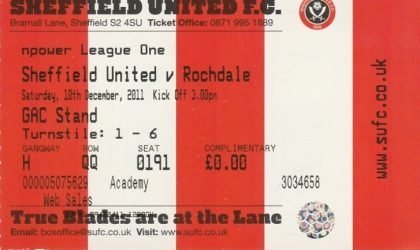 SHEFFIELD UNITED F.C.
Bramall Lane, Sheffield S2 4SU Ticket Office: 0871 995 1889
npower League One
Sheffield United v Rochdale
Saturday, 10th December, 2011 Kick Off 3.00pm
GAC Stand
Turnstile: 1 - 6
GANGWAY ROW SEAT COMPLIMENTARY
H QQ 0191 £0.00
000005075629 Academy 3034658
Web Sales
True Blades are at the Lane
Email: boxoffice@sufc.co.uk Visit: www.sufc.co.uk
www.sufc.co.uk